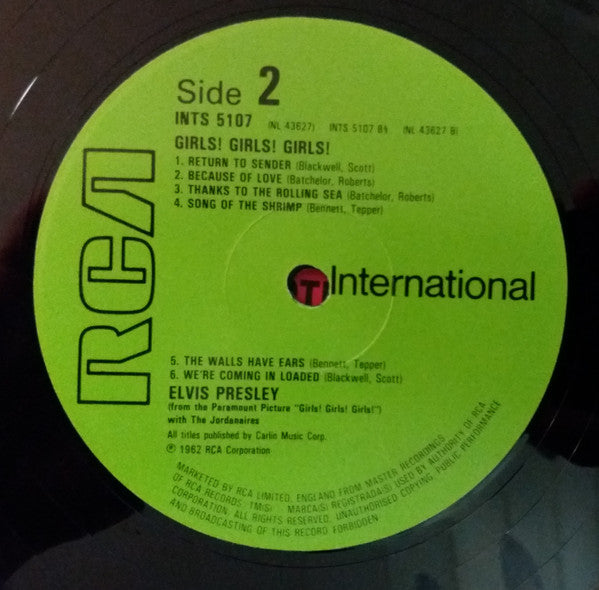 Side 2
INTS 5107 (NL 43627) INTS 5107 B1 (NL 43627 B)
GIRLS! GIRLS! GIRLS!
1. RETURN TO SENDER (Blackwell, Scott)
2. BECAUSE OF LOVE (Batchelor, Roberts)
3. THANKS TO THE ROLLING SEA (Batchelor, Roberts)
4. SONG OF THE SHRIMP (Bennett, Tepper)
RCA
International
5. THE WALLS HAVE EARS (Bennett, Tepper)
6. WE'RE COMING IN LOADED (Blackwell, Scott)
ELVIS PRESLEY
(from the Paramount Picture "Girls! Girls! Girls!")
with The Jordanaires
All titles published by Carlin Music Corp.
℗ 1962 RCA Corporation
MARKETED BY RCA LIMITED, ENGLAND FROM MASTER RECORDINGS
OF RCA RECORDS. TM(S) MARCA(S) REGISTRADA(S) USED BY AUTHORITY OF RCA
CORPORATION. ALL RIGHTS RESERVED. UNAUTHORISED COPYING, PUBLIC PERFORMANCE
AND BROADCASTING OF THIS RECORD FORBIDDEN